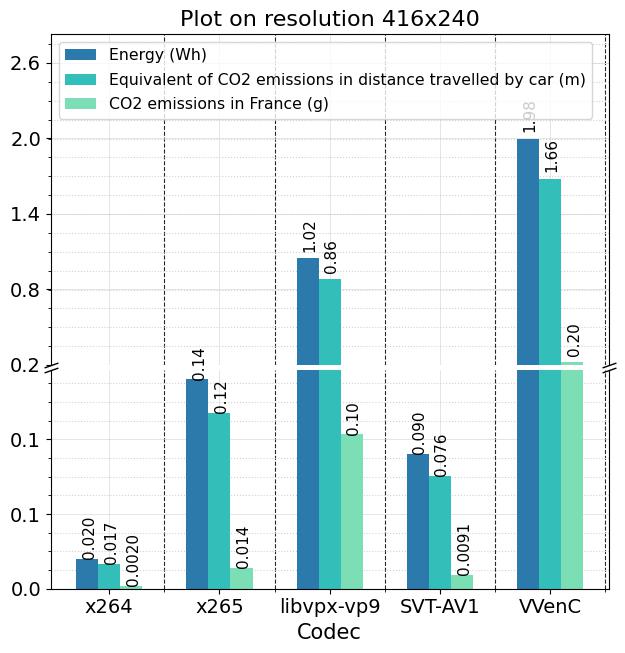 Plot on resolution 416x240
Energy (Wh)
Equivalent of CO2 emissions in distance travelled by car (m)
CO2 emissions in France (g)
2.6
2.0
1.4
0.8
0.2
0.1
0.1
0.0
0.020
0.017
0.0020
0.14
0.12
0.014
1.02
0.86
0.10
0.090
0.076
0.0091
1.98
1.66
0.20
x264
x265
libvpx-vp9
SVT-AV1
VVenC
Codec